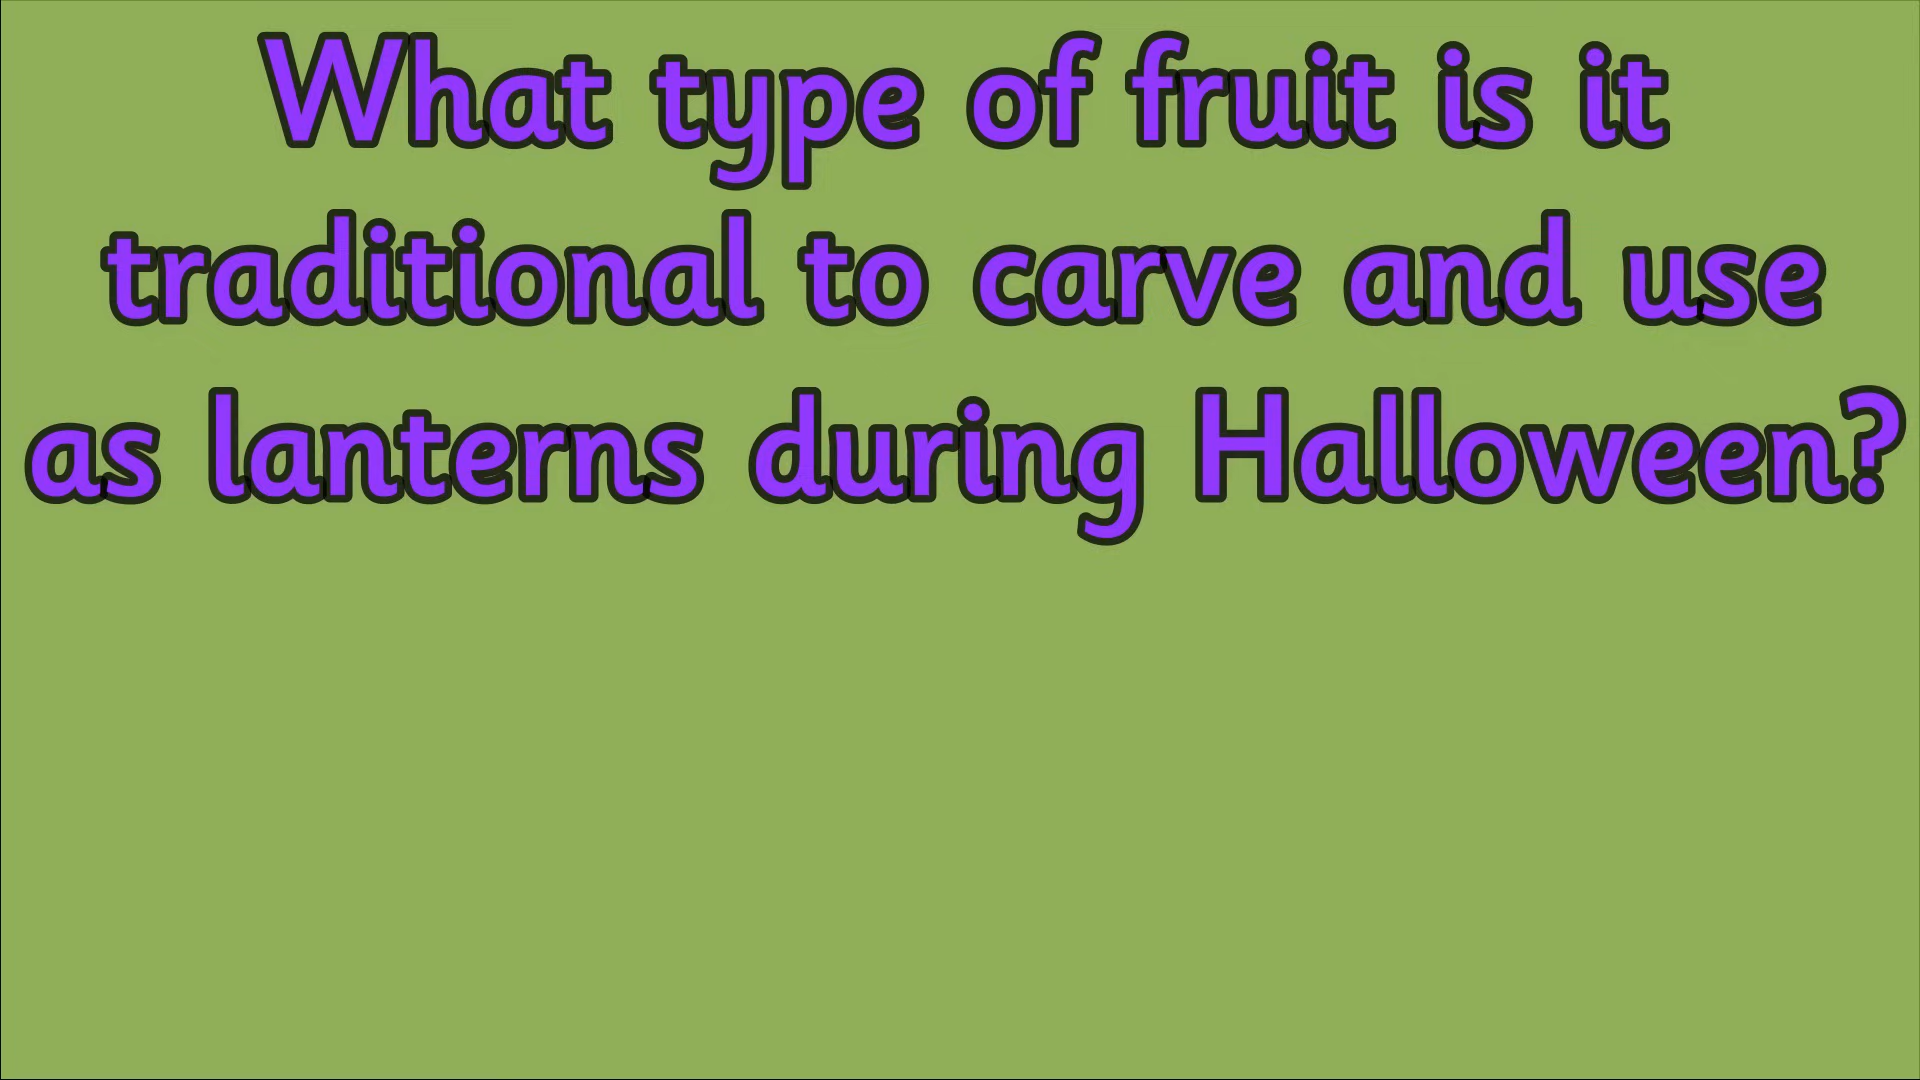 What type of fruit is it
traditional to carve and use
as lanterns during Halloween?